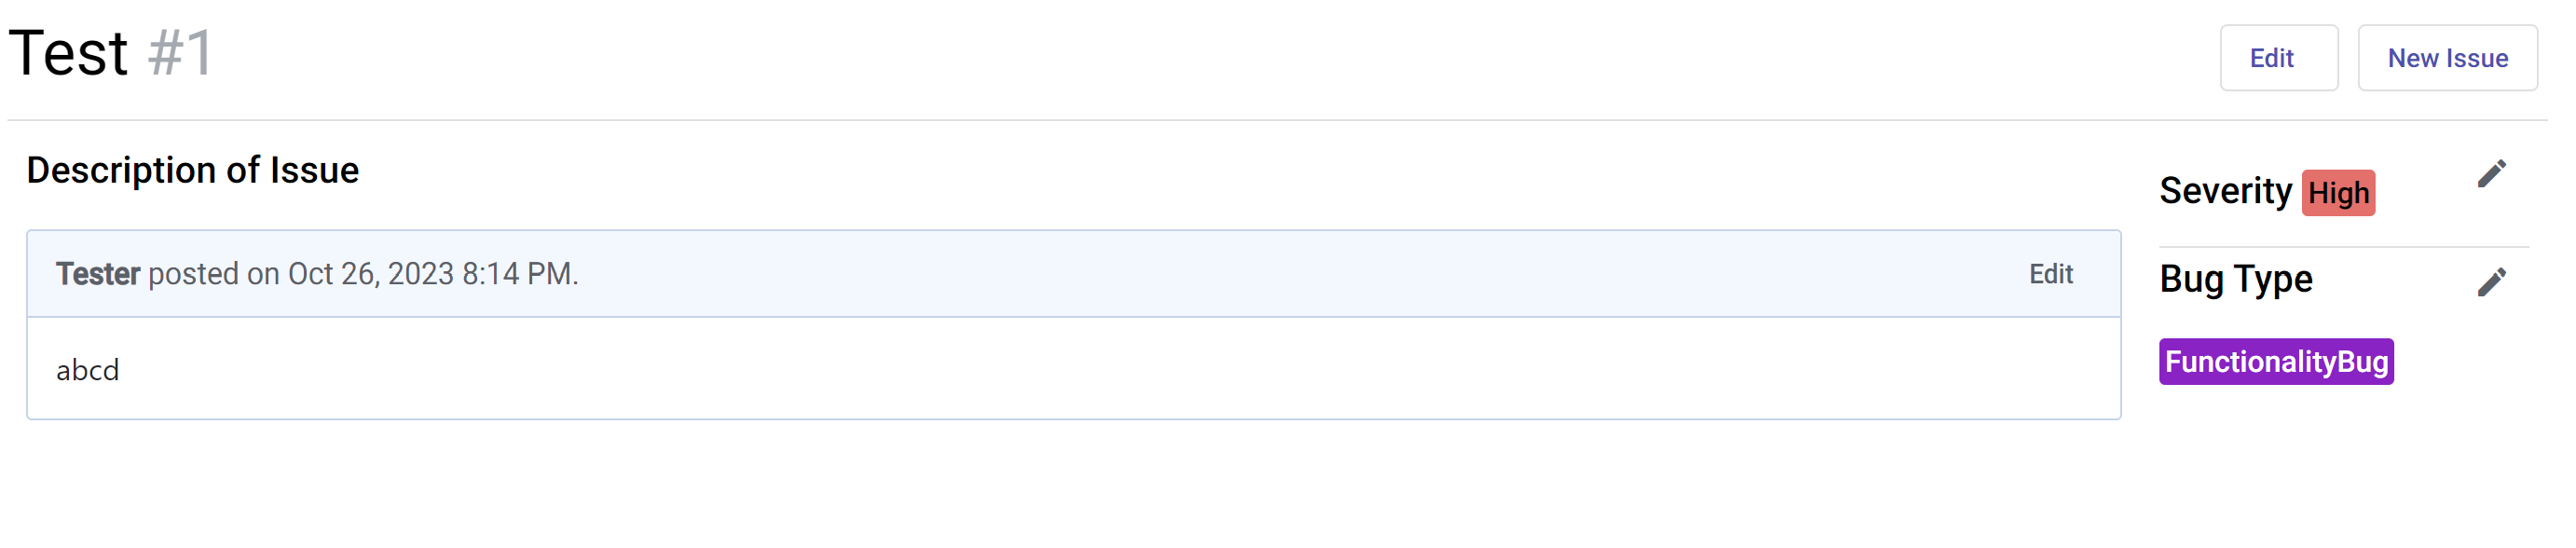 Test #1
Edit
New Issue
Description of Issue
Severity High
Tester posted on Oct 26, 2023 8:14 PM.
Edit
Bug Type
abcd
FunctionalityBug